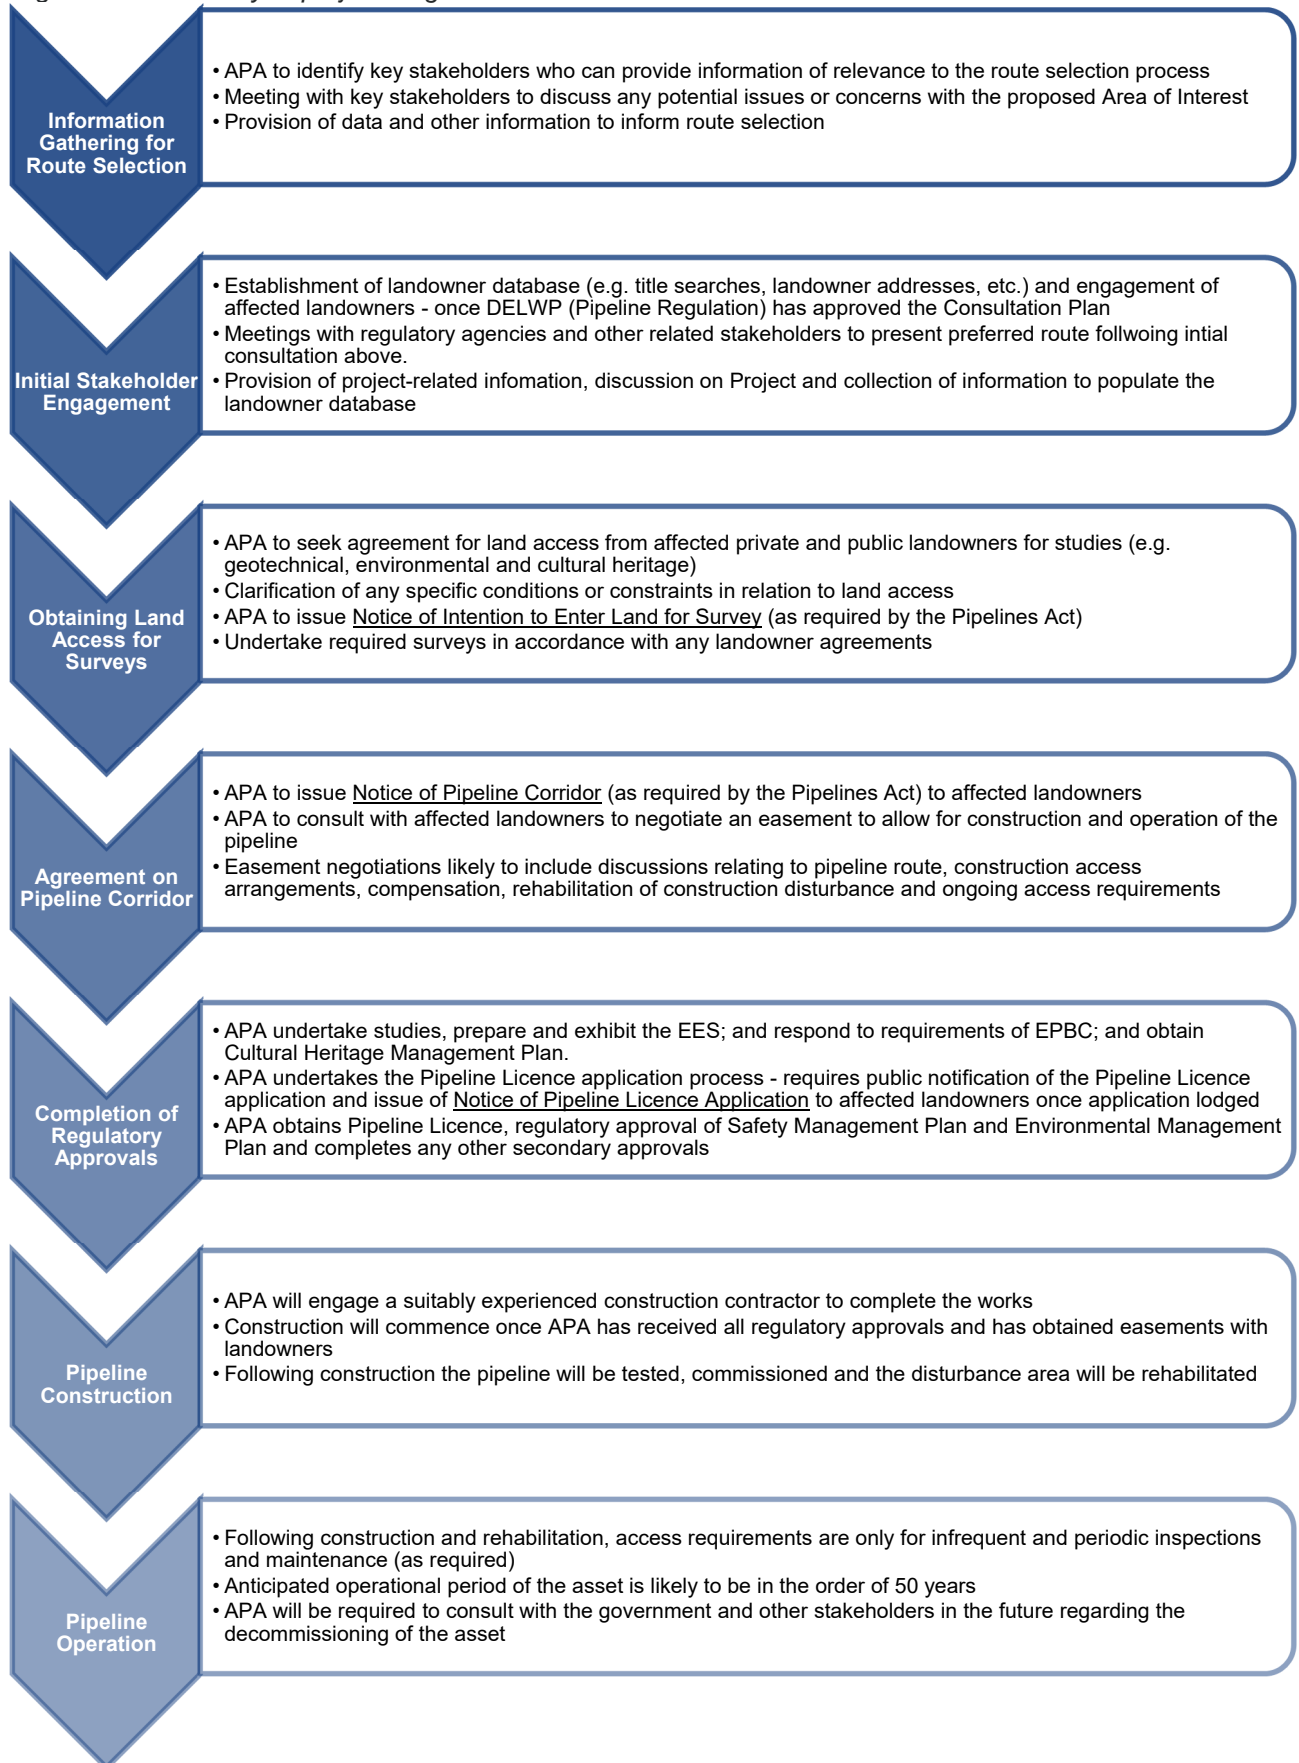 Information
Gathering for
Route Selection
• APA to identify key stakeholders who can provide information of relevance to the route selection process
• Meeting with key stakeholders to discuss any potential issues or concerns with the proposed Area of Interest
• Provision of data and other information to inform route selection
Initial Stakeholder
Engagement
• Establishment of landowner database (e.g. title searches, landowner addresses, etc.) and engagement of
affected landowners - once DELWP (Pipeline Regulation) has approved the Consultation Plan
• Meetings with regulatory agencies and other related stakeholders to present preferred route follwoing intial
consultation above.
• Provision of project-related infomation, discussion on Project and collection of information to populate the
landowner database
Obtaining Land
Access for
Surveys
• APA to seek agreement for land access from affected private and public landowners for studies (e.g.
geotechnical, environmental and cultural heritage)
• Clarification of any specific conditions or constraints in relation to land access
• APA to issue Notice of Intention to Enter Land for Survey (as required by the Pipelines Act)
• Undertake required surveys in accordance with any landowner agreements
Agreement on
Pipeline Corridor
• APA to issue Notice of Pipeline Corridor (as required by the Pipelines Act) to affected landowners
• APA to consult with affected landowners to negotiate an easement to allow for construction and operation of the
pipeline
• Easement negotiations likely to include discussions relating to pipeline route, construction access
arrangements, compensation, rehabilitation of construction disturbance and ongoing access requirements
Completion of
Regulatory
Approvals
• APA undertake studies, prepare and exhibit the EES; and respond to requirements of EPBC; and obtain
Cultural Heritage Management Plan.
• APA undertakes the Pipeline Licence application process - requires public notification of the Pipeline Licence
application and issue of Notice of Pipeline Licence Application to affected landowners once application lodged
• APA obtains Pipeline Licence, regulatory approval of Safety Management Plan and Environmental Management
Plan and completes any other secondary approvals
Pipeline
Construction
• APA will engage a suitably experienced construction contractor to complete the works
• Construction will commence once APA has received all regulatory approvals and has obtained easements with
landowners
• Following construction the pipeline will be tested, commissioned and the disturbance area will be rehabilitated
Pipeline
Operation
• Following construction and rehabilitation, access requirements are only for infrequent and periodic inspections
and maintenance (as required)
• Anticipated operational period of the asset is likely to be in the order of 50 years
• APA will be required to consult with the government and other stakeholders in the future regarding the
decommissioning of the asset